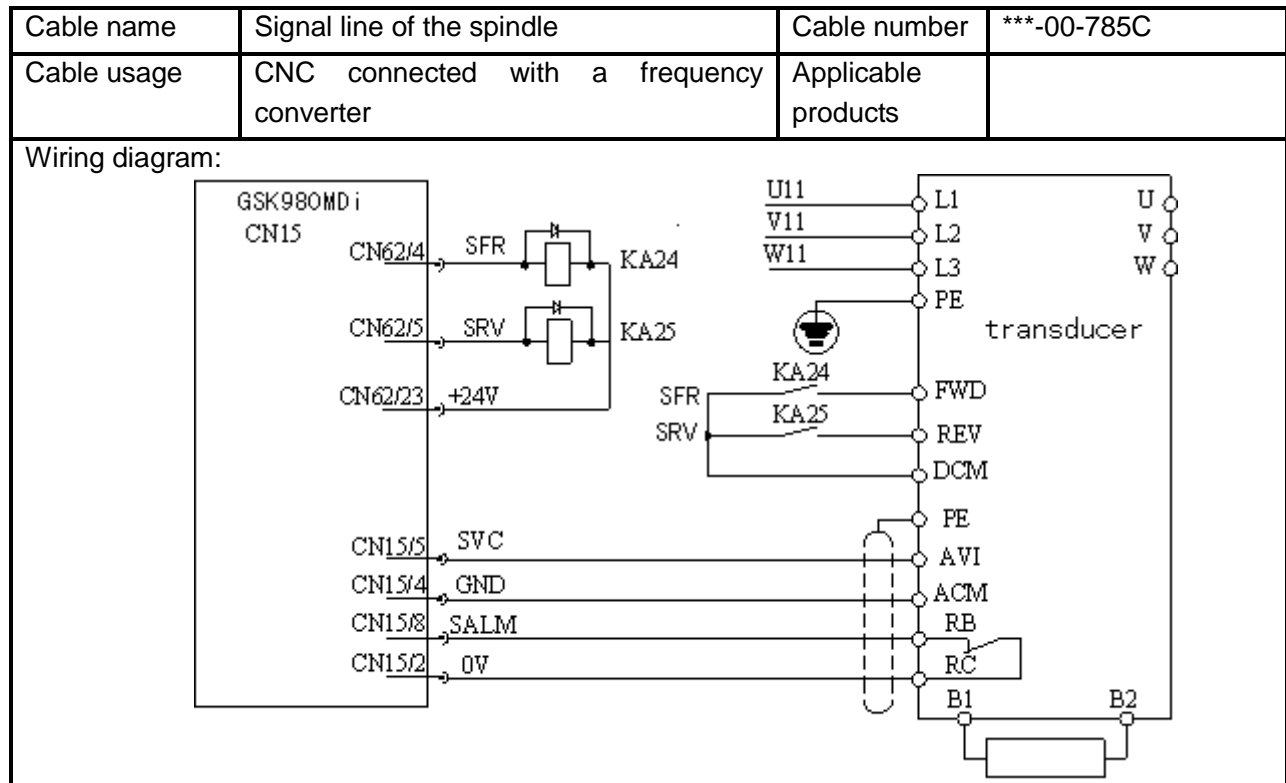 Cable name
Signal line of the spindle
Cable number
***-00-785C
Cable usage
CNC connected with a frequency
converter
Applicable
products
Wiring diagram:
GSK980MDi
CN15
CN62/4
SFR
KA24
CN62/5
SRV
KA25
CN62/23
+24V
U11
L1
U
V11
L2
V
W11
L3
W
PE
transducer
KA24
SFR
FWD
KA25
SRV
REV
DCM
PE
CN15/5
SVC
AVI
CN15/4
GND
ACM
CN15/8
SALM
RB
CN15/2
0V
RC
B1
B2